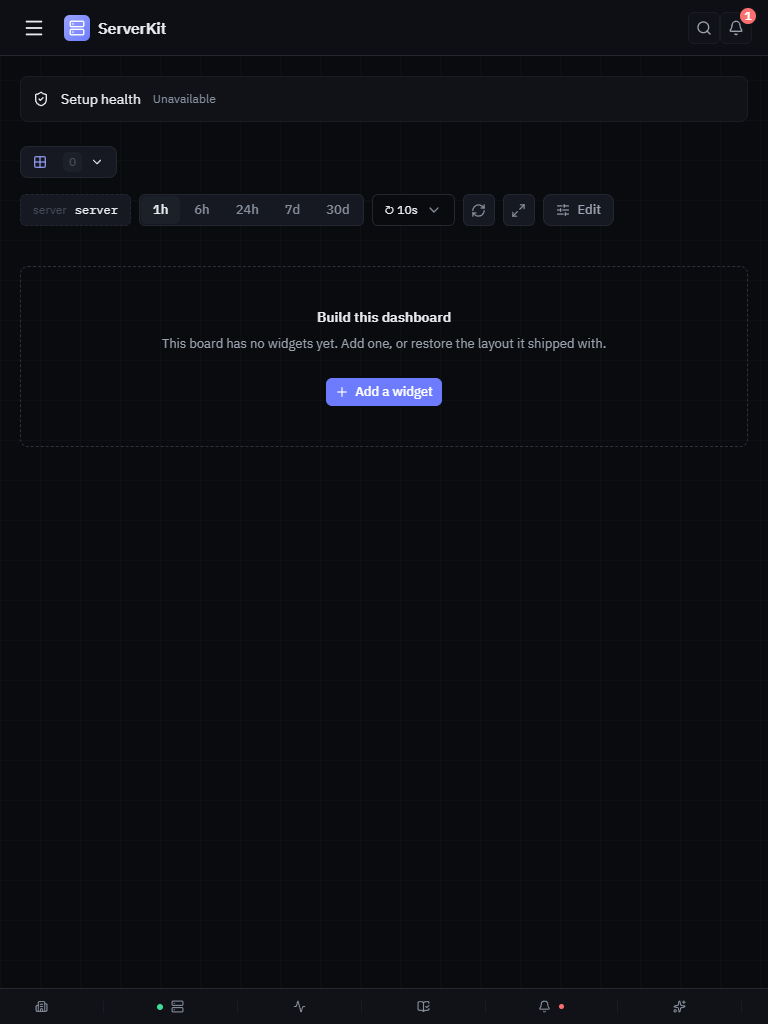 ServerKit
1
Setup health Unavailable
0
server server 1h 6h 24h 7d 30d ↻ 10s Edit
Build this dashboard
This board has no widgets yet. Add one, or restore the layout it shipped with.
Add a widget